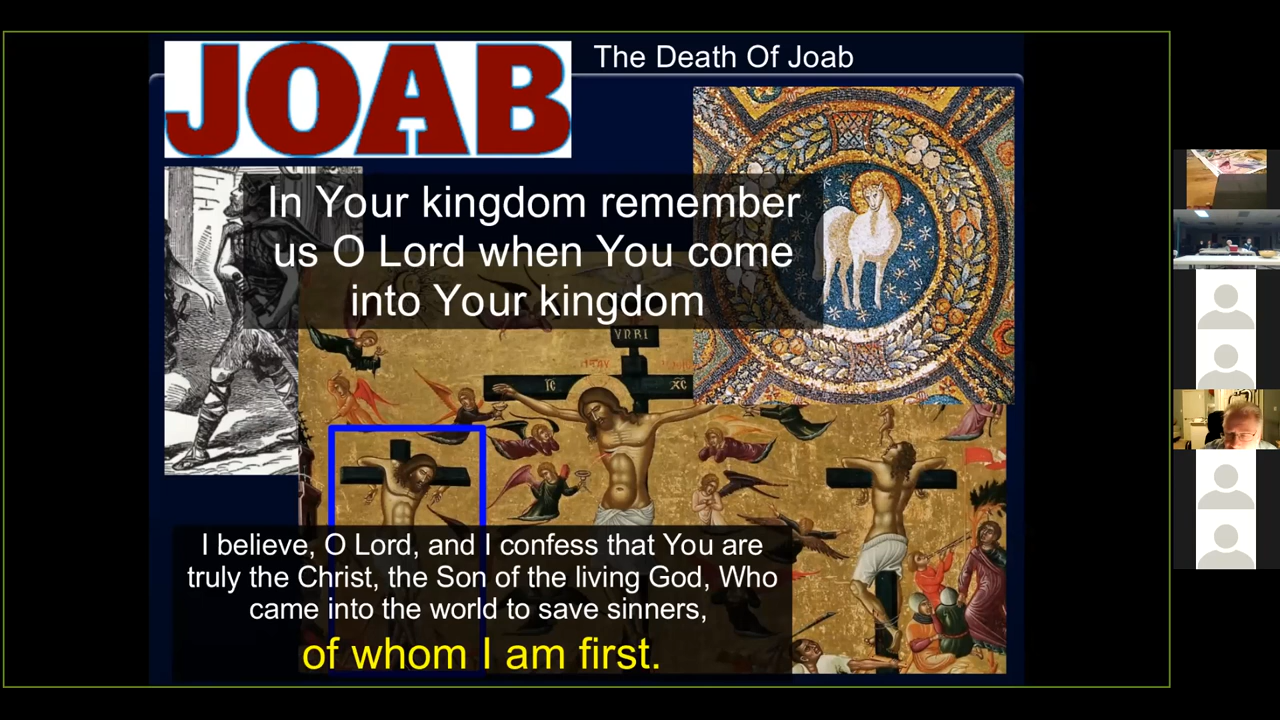 JOAB
The Death Of Joab
In Your kingdom remember
us O Lord when You come
into Your kingdom
ΙC
XC
I believe, O Lord, and I confess that You are
truly the Christ, the Son of the living God, Who
came into the world to save sinners,
of whom I am first.